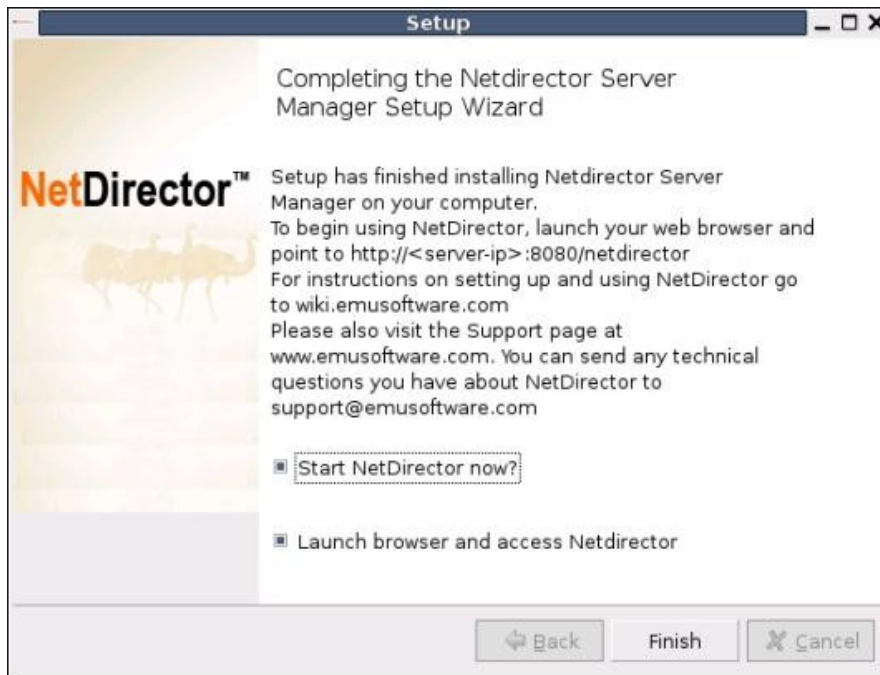 Setup
Completing the Netdirector Server
Manager Setup Wizard
NetDirector™
Setup has finished installing Netdirector Server
Manager on your computer.
To begin using NetDirector, launch your web browser and
point to http://<server-ip>:8080/netdirector
For instructions on setting up and using NetDirector go
to wiki.emusoftware.com
Please also visit the Support page at
www.emusoftware.com. You can send any technical
questions you have about NetDirector to
support@emusoftware.com
Start NetDirector now?
Launch browser and access Netdirector
Back
Finish
Cancel